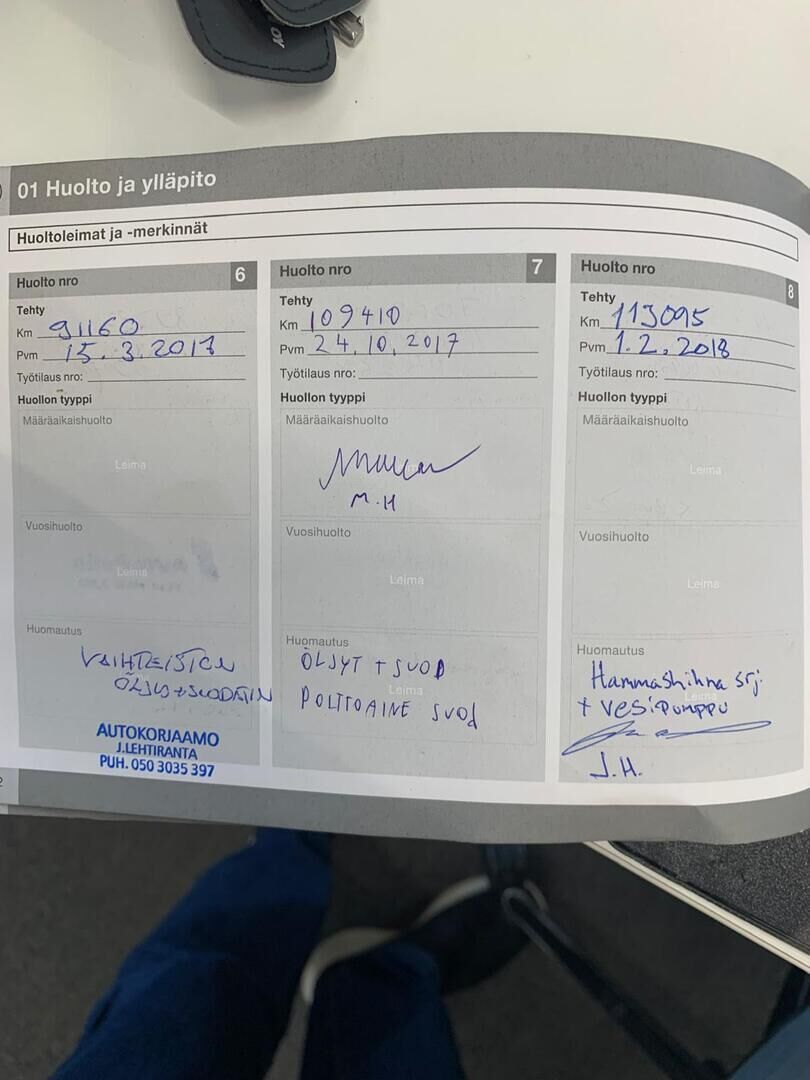 OY
01 Huolto ja ylläpito
Huoltoleimat ja -merkinnät
Huolto nro 6
Tehty
Km 91160
Pvm 15.3.2017
Työtilaus nro:
Huollon tyyppi
Määräaikaishuolto
Leima
Vuosihuolto
Leima
Huomautus
VAIHTEISTON
ÖLJY+SUODATIN
AUTOKORJAAMO
J.LEHTIRANTA
PUH. 050 3035 397
Huolto nro 7
Tehty
Km 109410
Pvm 24.10.2017
Työtilaus nro:
Huollon tyyppi
Määräaikaishuolto
M.H
Vuosihuolto
Leima
Huomautus
ÖLJYT + SUOD
Leima
POLTTOAINE SUOd
Huolto nro 8
Tehty
Km 113095
Pvm 1.2.2018
Työtilaus nro:
Huollon tyyppi
Määräaikaishuolto
Leima
Vuosihuolto
Leima
Huomautus
Hammashihna srj.
Leima
+ vesipumppu
J.H.
2